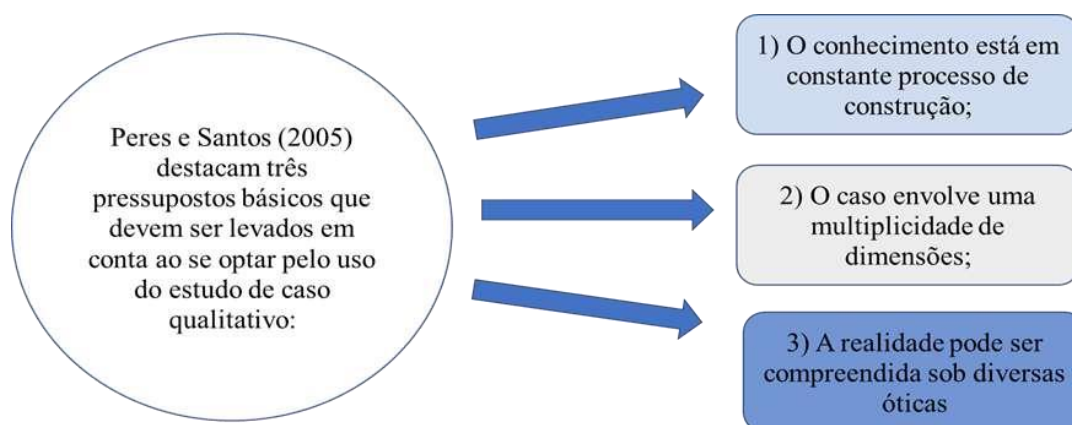 Peres e Santos (2005)
destacam três
pressupostos básicos que
devem ser levados em
conta ao se optar pelo uso
do estudo de caso
qualitativo:
1) O conhecimento está em
constante processo de
construção;
2) O caso envolve uma
multiplicidade de
dimensões;
3) A realidade pode ser
compreendida sob diversas
óticas